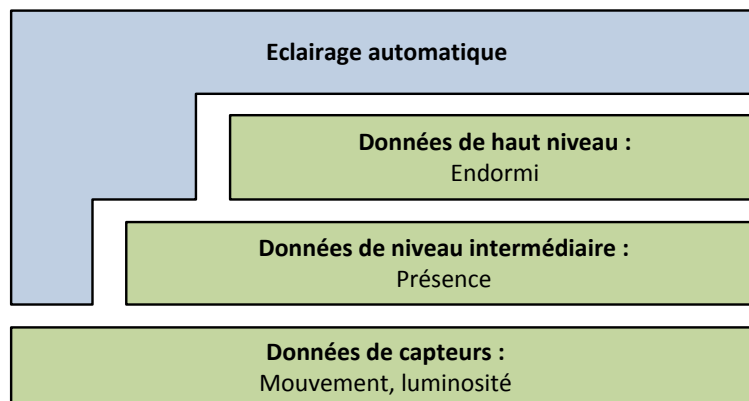 Eclairage automatique
Données de haut niveau :
Endormi
Données de niveau intermédiaire :
Présence
Données de capteurs :
Mouvement, luminosité